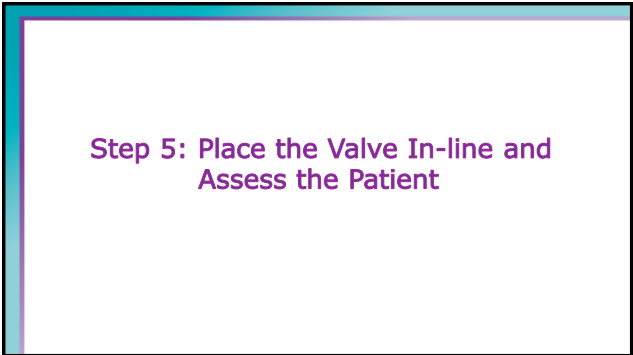 Step 5: Place the Valve In-line and
Assess the Patient